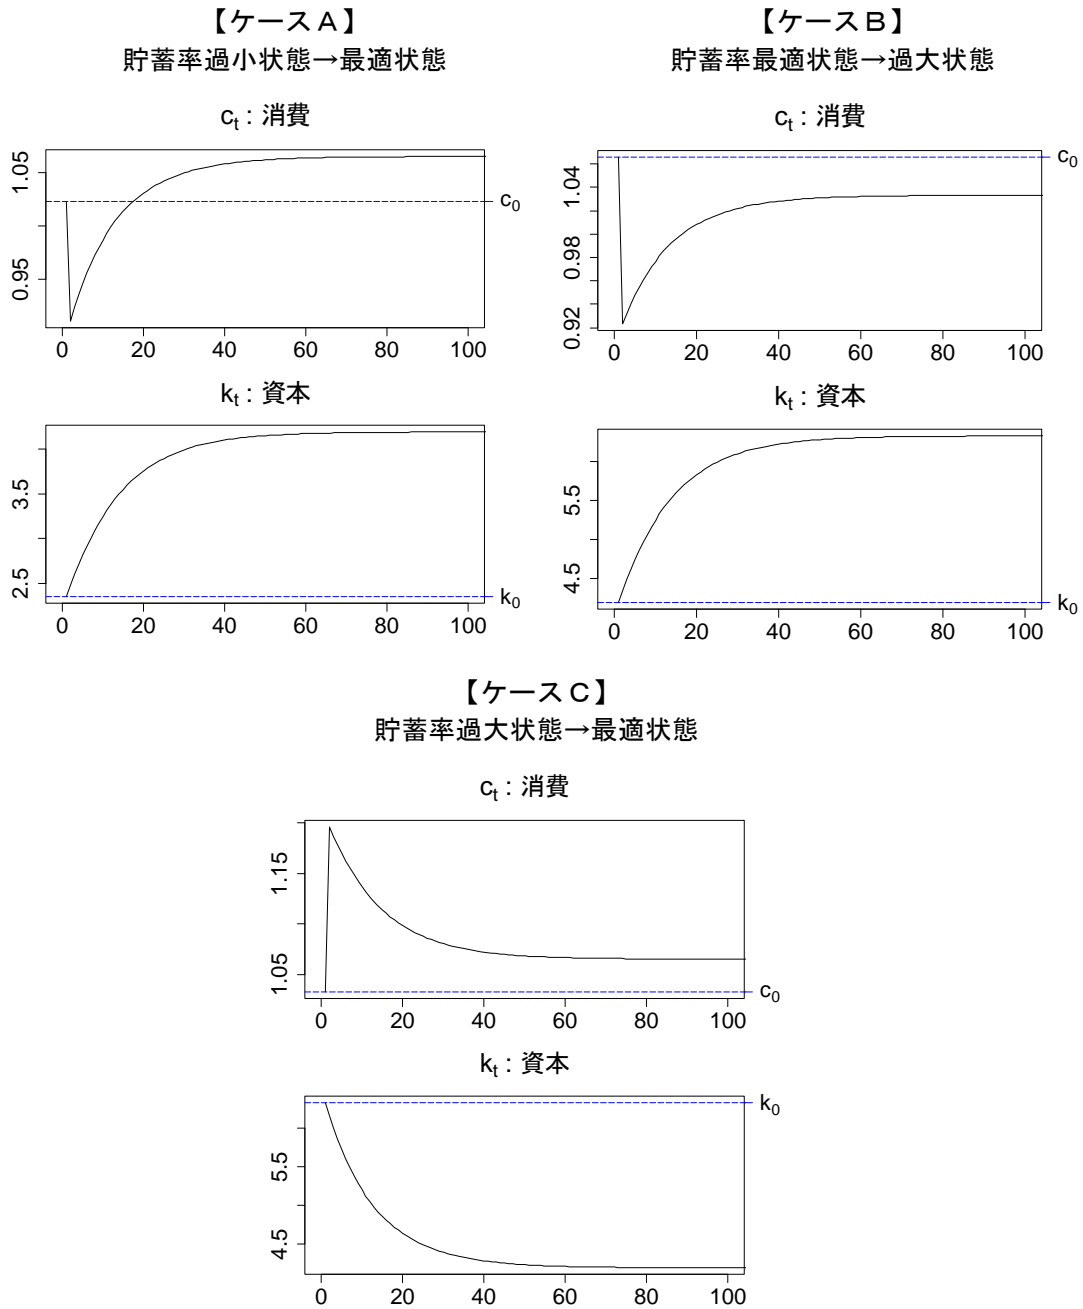 【ケースA】
貯蓄率過小状態→最適状態
c_t : 消費
1.05
0.95
c_0
0 20 40 60 80 100
k_t : 資本
3.5
2.5
k_0
0 20 40 60 80 100
【ケースB】
貯蓄率最適状態→過大状態
c_t : 消費
1.04
0.98
0.92
c_0
0 20 40 60 80 100
k_t : 資本
5.5
4.5
k_0
0 20 40 60 80 100
【ケースC】
貯蓄率過大状態→最適状態
c_t : 消費
1.15
1.05
c_0
0 20 40 60 80 100
k_t : 資本
5.5
4.5
k_0
0 20 40 60 80 100